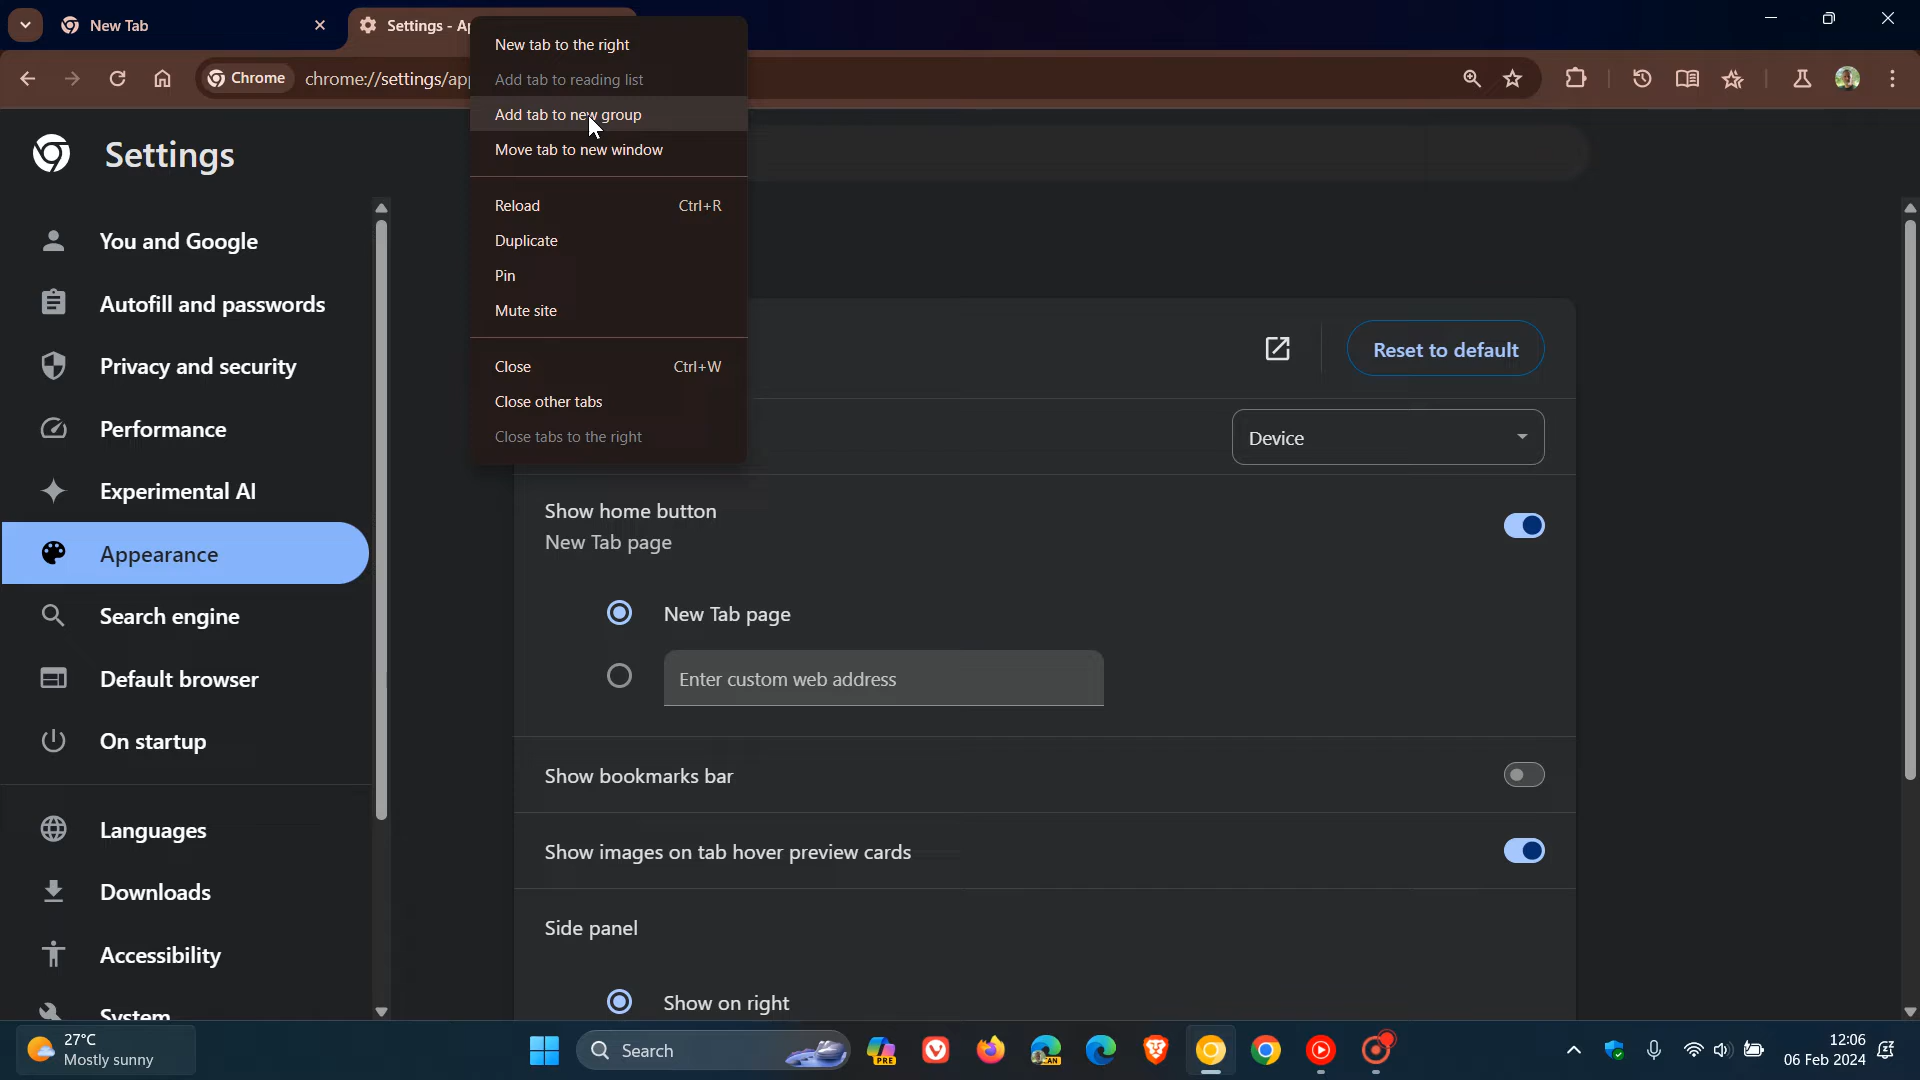 New Tab
Settings - Ap
Chrome
chrome://settings/app
New tab to the right
Add tab to reading list
Add tab to new group
Move tab to new window
Reload Ctrl+R
Duplicate
Pin
Mute site
Close Ctrl+W
Close other tabs
Close tabs to the right
Settings
You and Google
Autofill and passwords
Privacy and security
Performance
Experimental AI
Appearance
Search engine
Default browser
On startup
Languages
Downloads
Accessibility
System
Reset to default
Device
Show home button
New Tab page
New Tab page
Enter custom web address
Show bookmarks bar
Show images on tab hover preview cards
Side panel
Show on right
27°C
Mostly sunny
Search
PRE
CAN
12:06
06 Feb 2024